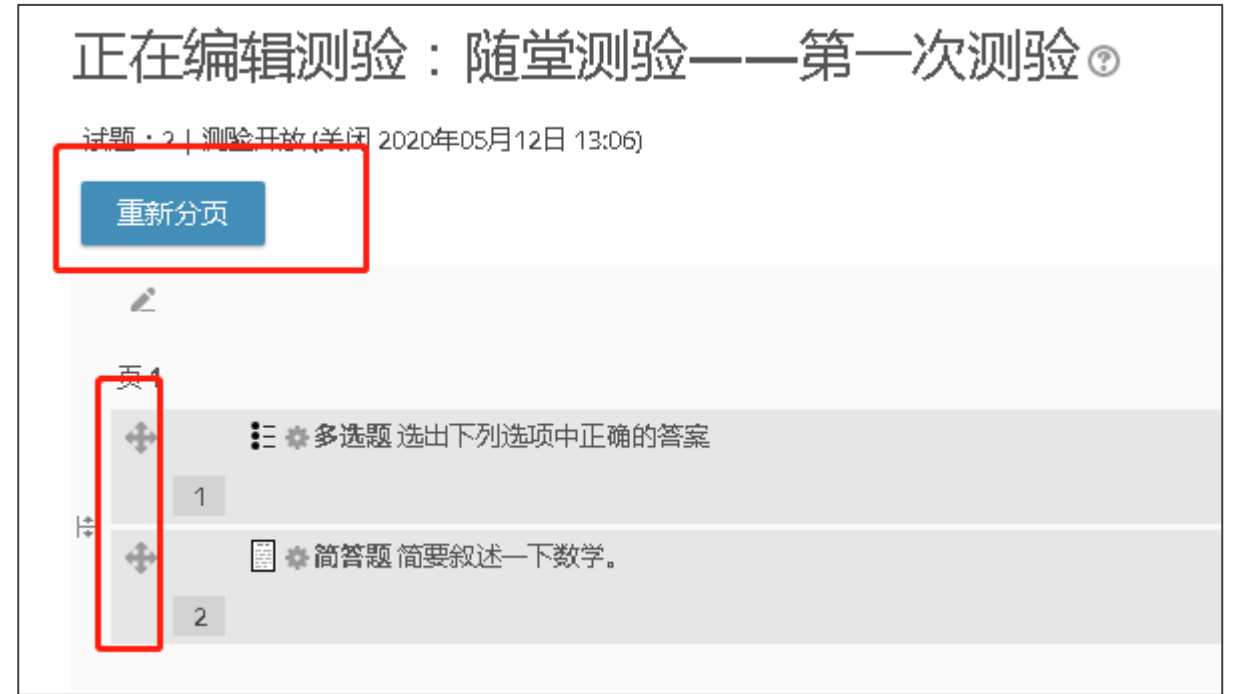 正在编辑测验：随堂测验——第一次测验
试题：2 | 测验开放 (关闭 2020年05月12日 13:06)
重新分页
页 1
多选题 选出下列选项中正确的答案
1
简答题 简要叙述一下数学。
2